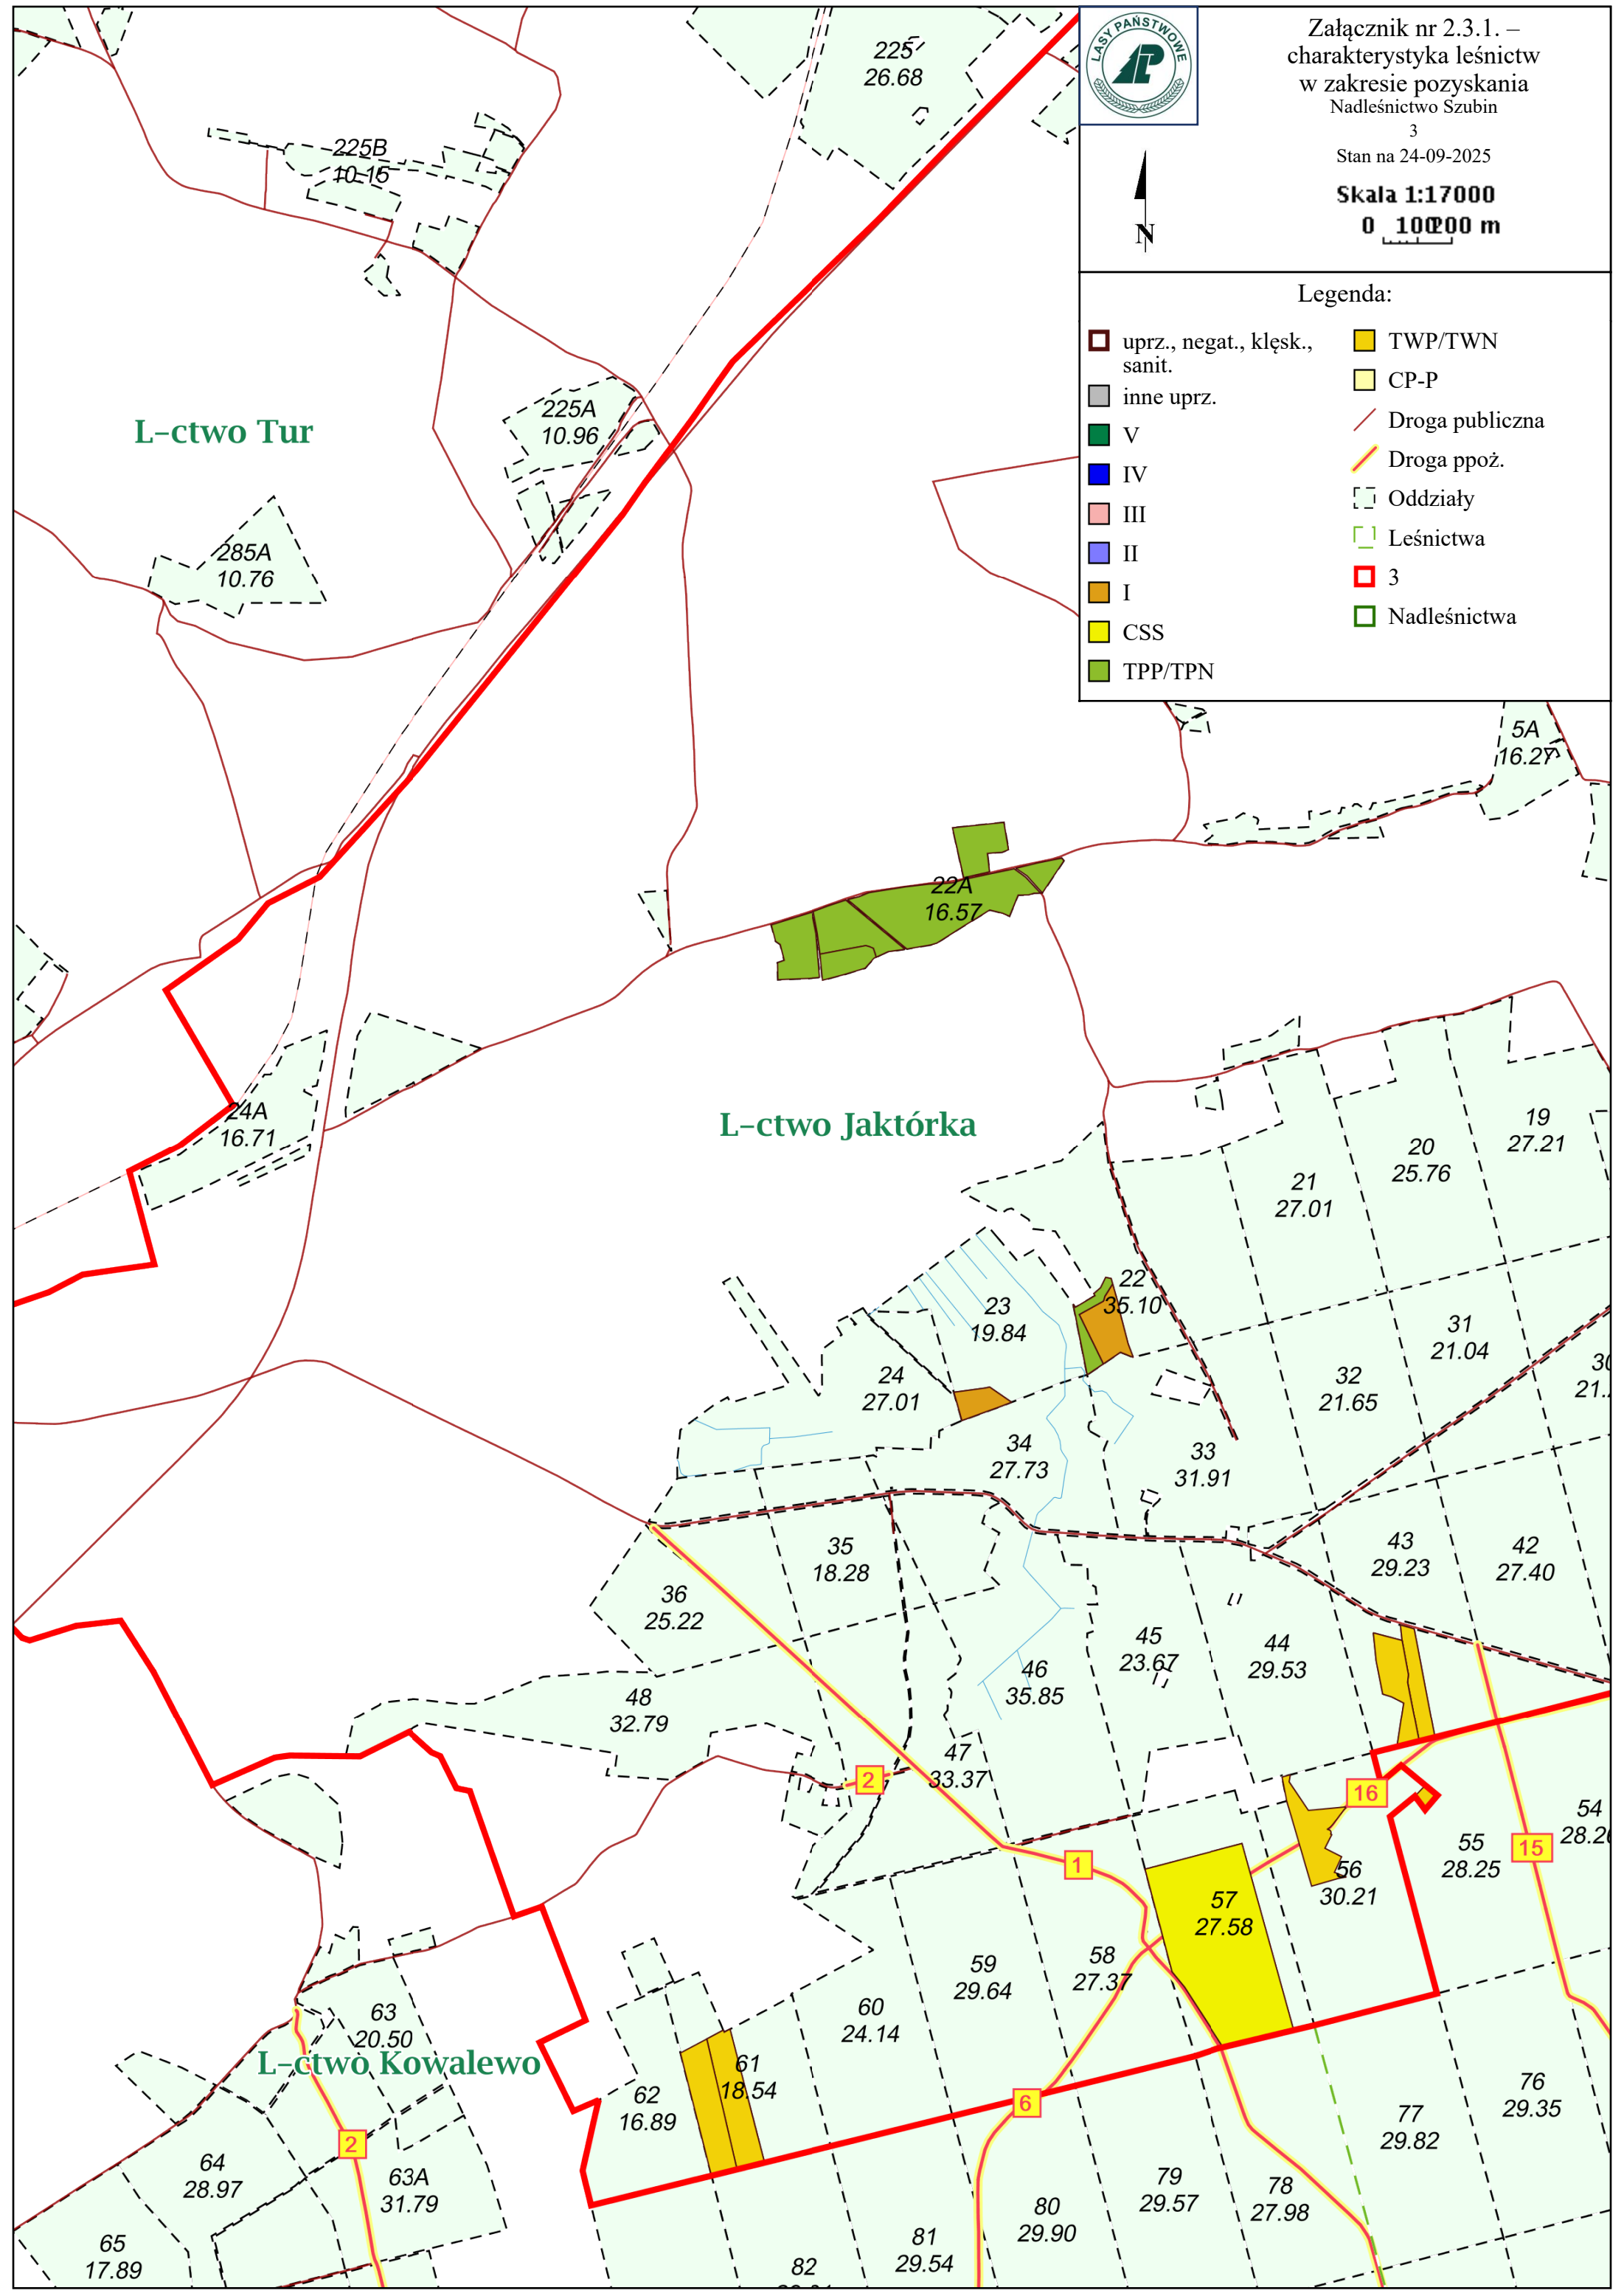 LASY PAŃSTWOWE
Załącznik nr 2.3.1. –
charakterystyka leśnictw
w zakresie pozyskania
Nadleśnictwo Szubin
3
Stan na 24-09-2025
Skala 1:17000
0 100 200 m
N
Legenda:
uprz., negat., klęsk.,
sanit.
inne uprz.
V
IV
III
II
I
CSS
TPP/TPN
TWP/TWN
CP-P
Droga publiczna
Droga ppoż.
Oddziały
Leśnictwa
3
Nadleśnictwa
225
26.68
225B
10.15
225A
10.96
L-ctwo Tur
285A
10.76
5A
16.27
22A
16.57
24A
16.71
L-ctwo Jaktórka
19
27.21
20
25.76
21
27.01
22
35.10
23
19.84
24
27.01
31
21.04
32
21.65
30
33
31.91
34
27.73
35
18.28
36
25.22
42
27.40
43
29.23
44
29.53
45
23.67
46
35.85
47
33.37
48
32.79
2
16
1
15
54
55
28.25
56
30.21
57
27.58
58
27.37
59
29.64
60
24.14
61
18.54
62
16.89
63
20.50
L-ctwo Kowalewo
6
2
64
28.97
63A
31.79
65
17.89
76
29.35
77
29.82
78
27.98
79
29.57
80
29.90
81
29.54
82